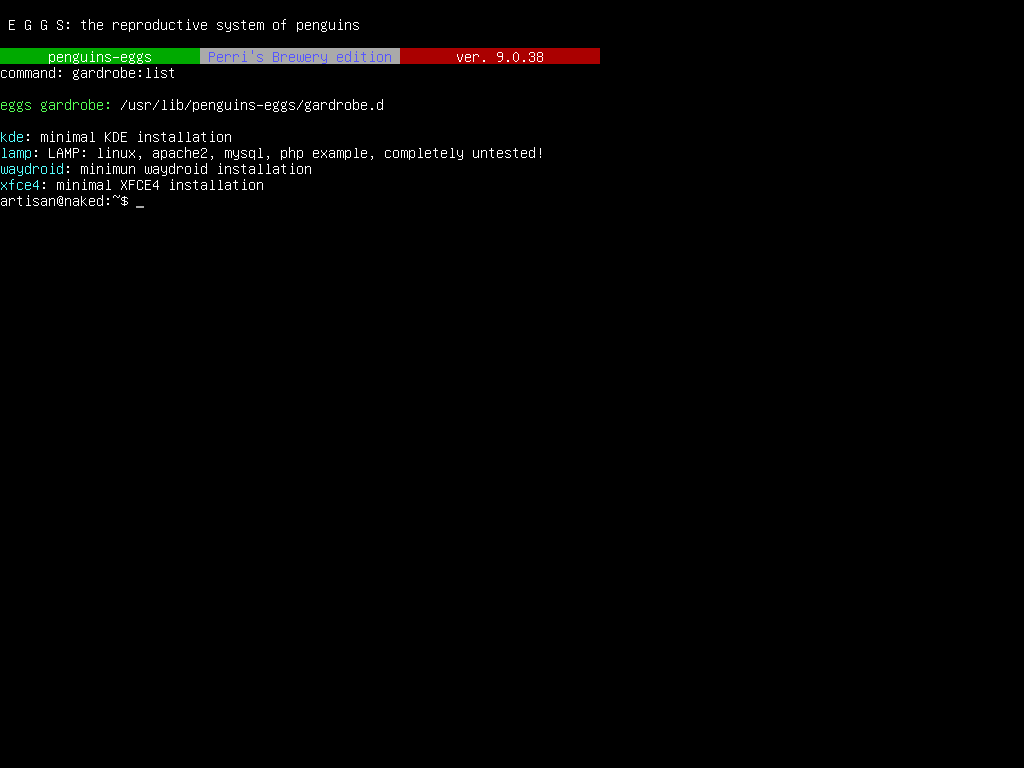 E G G S: the reproductive system of penguins
penguins-eggs Perri's Brewery edition ver. 9.0.38
command: gardrobe:list
eggs gardrobe: /usr/lib/penguins-eggs/gardrobe.d
kde: minimal KDE installation
lamp: LAMP: linux, apache2, mysql, php example, completely untested!
waydroid: minimun waydroid installation
xfce4: minimal XFCE4 installation
artisan@naked:~$ _